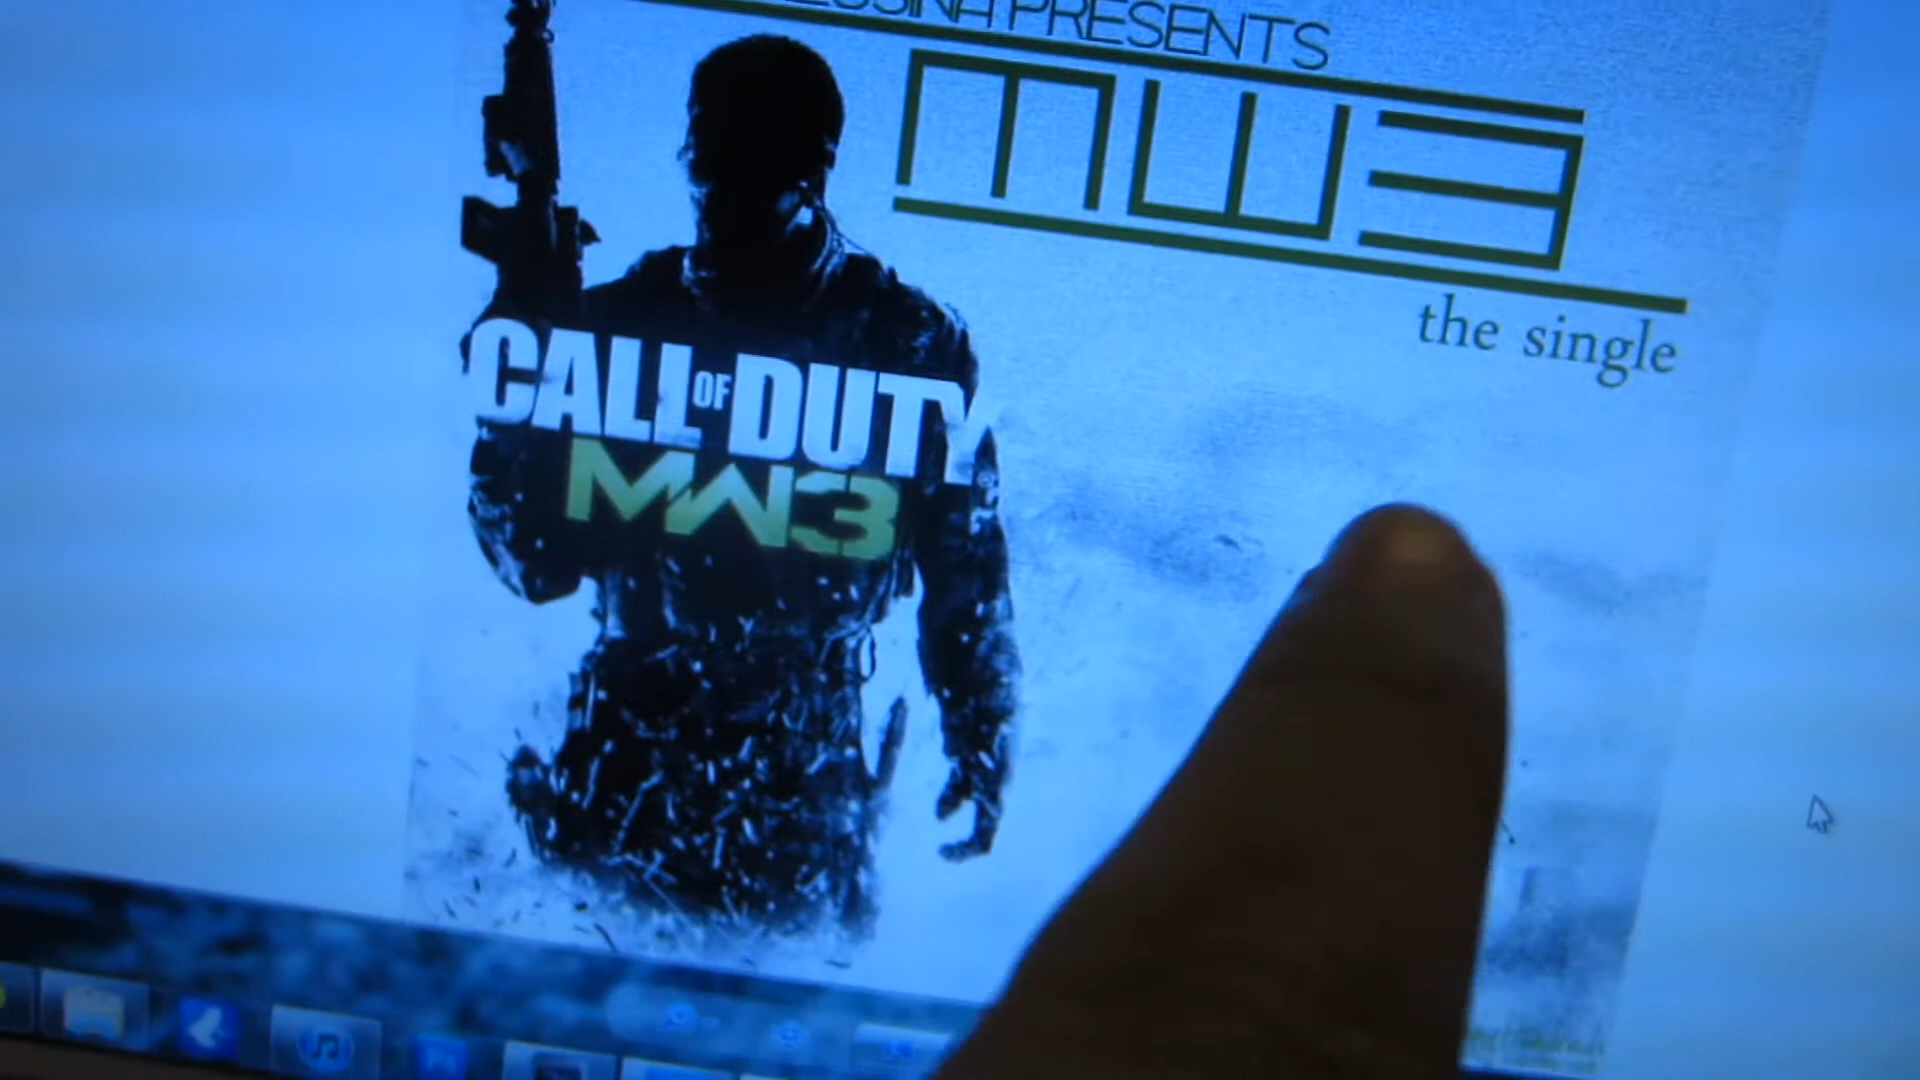 PRESENTS
MW3
the single
CALL OF DUTY
MW3